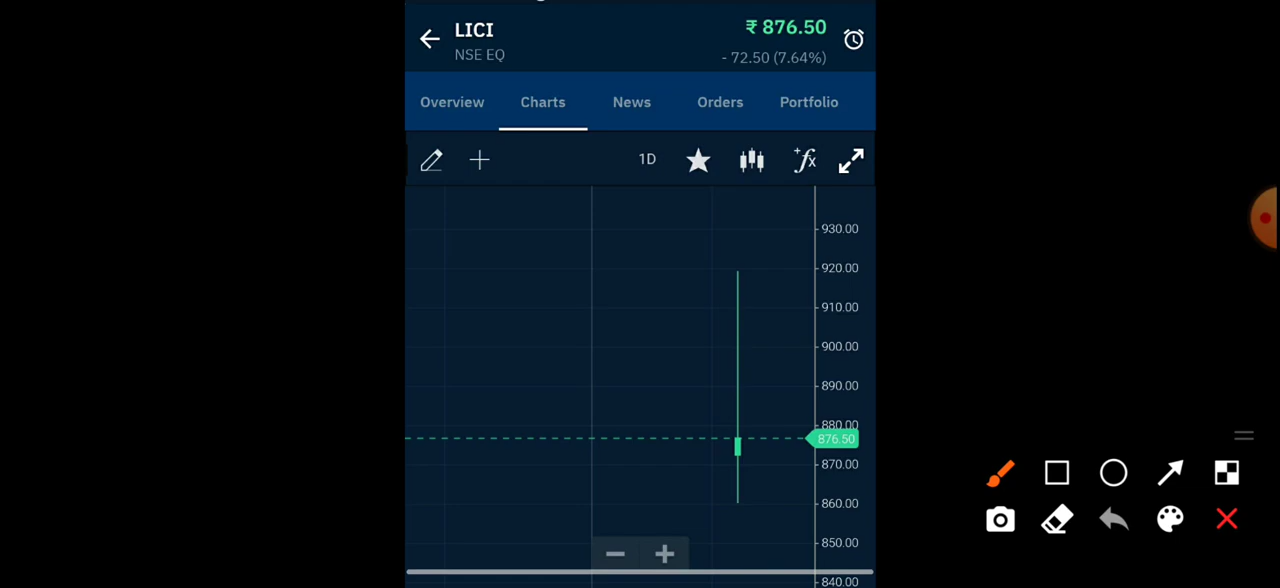 LICI
₹ 876.50
NSE EQ
- 72.50 (7.64%)
Overview
Charts
News
Orders
Portfolio
1D
+fx
930.00
920.00
910.00
900.00
890.00
880.00
876.50
870.00
860.00
850.00
840.00